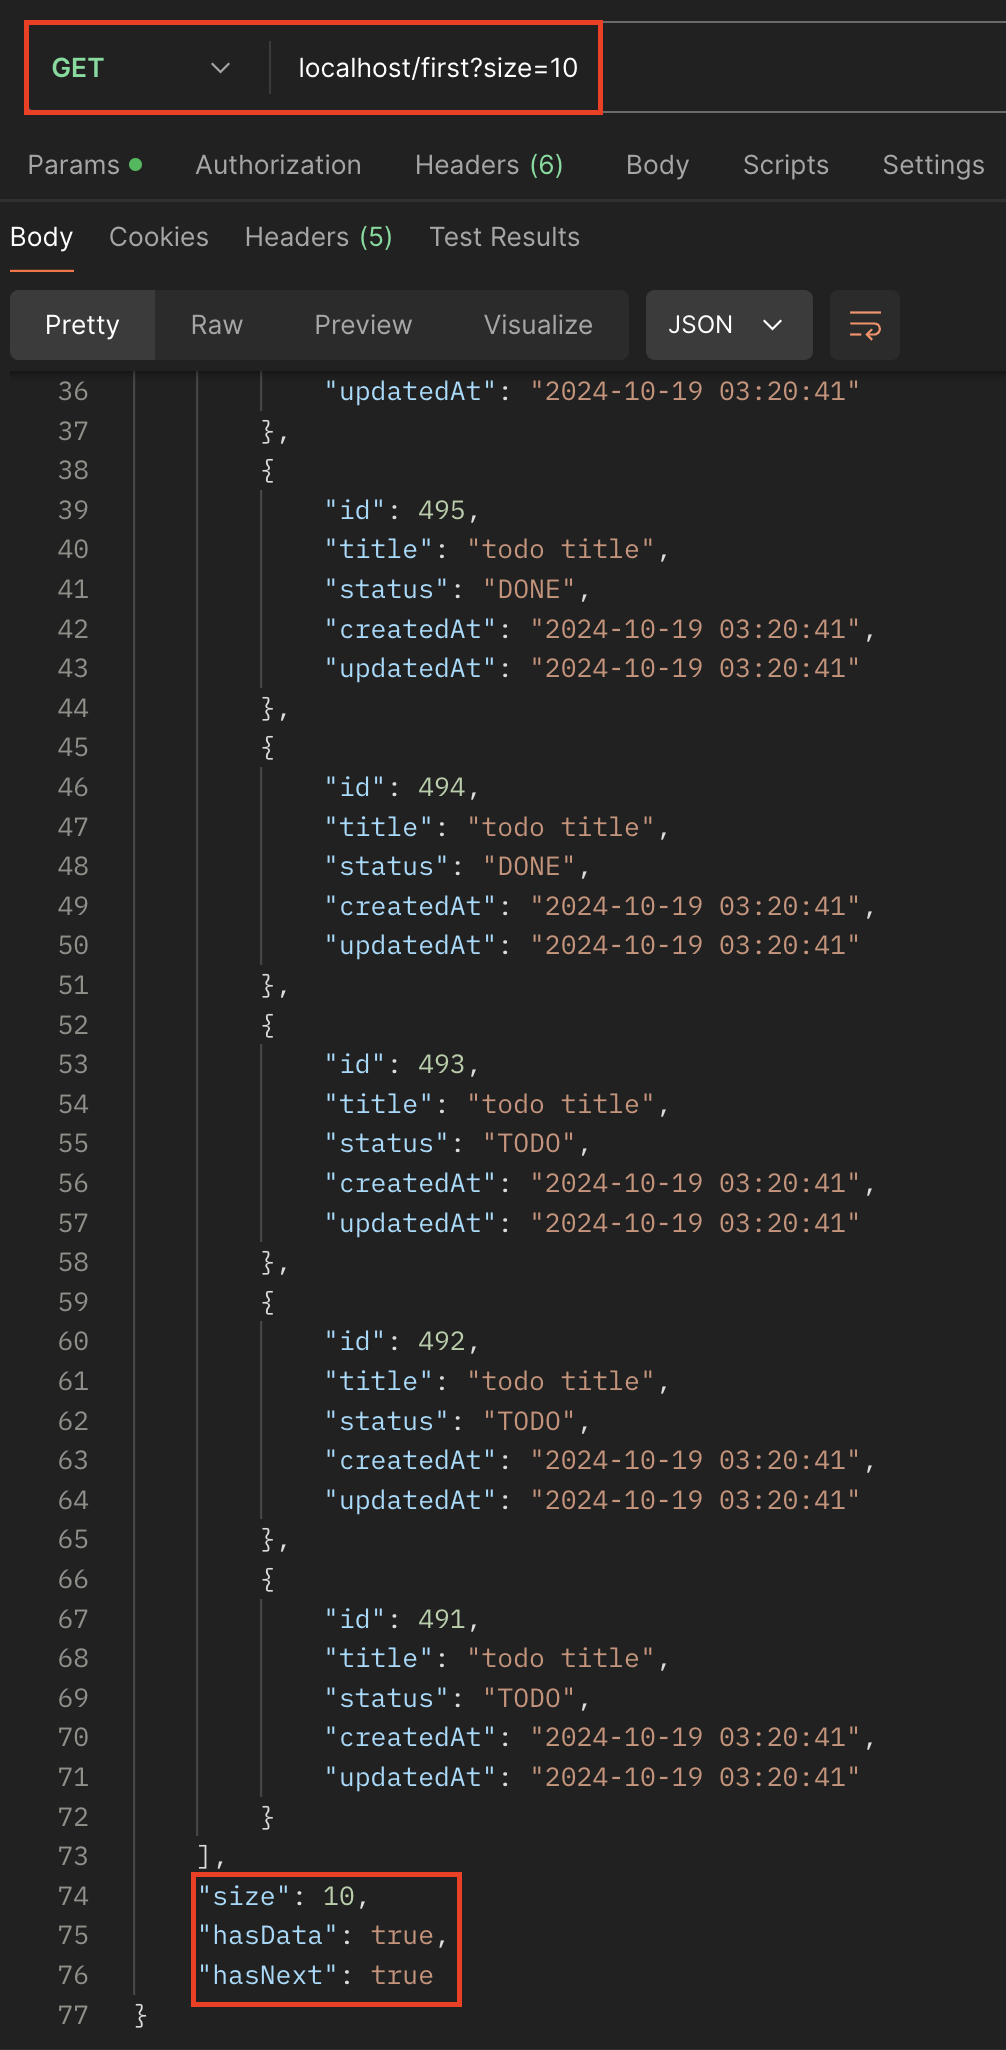 GET localhost/first?size=10
Params Authorization Headers (6) Body Scripts Settings
Body Cookies Headers (5) Test Results
Pretty Raw Preview Visualize JSON
36 "updatedAt": "2024-10-19 03:20:41"
37 },
38 {
39 "id": 495,
40 "title": "todo title",
41 "status": "DONE",
42 "createdAt": "2024-10-19 03:20:41",
43 "updatedAt": "2024-10-19 03:20:41"
44 },
45 {
46 "id": 494,
47 "title": "todo title",
48 "status": "DONE",
49 "createdAt": "2024-10-19 03:20:41",
50 "updatedAt": "2024-10-19 03:20:41"
51 },
52 {
53 "id": 493,
54 "title": "todo title",
55 "status": "TODO",
56 "createdAt": "2024-10-19 03:20:41",
57 "updatedAt": "2024-10-19 03:20:41"
58 },
59 {
60 "id": 492,
61 "title": "todo title",
62 "status": "TODO",
63 "createdAt": "2024-10-19 03:20:41",
64 "updatedAt": "2024-10-19 03:20:41"
65 },
66 {
67 "id": 491,
68 "title": "todo title",
69 "status": "TODO",
70 "createdAt": "2024-10-19 03:20:41",
71 "updatedAt": "2024-10-19 03:20:41"
72 }
73 ],
74 "size": 10,
75 "hasData": true,
76 "hasNext": true
77 }